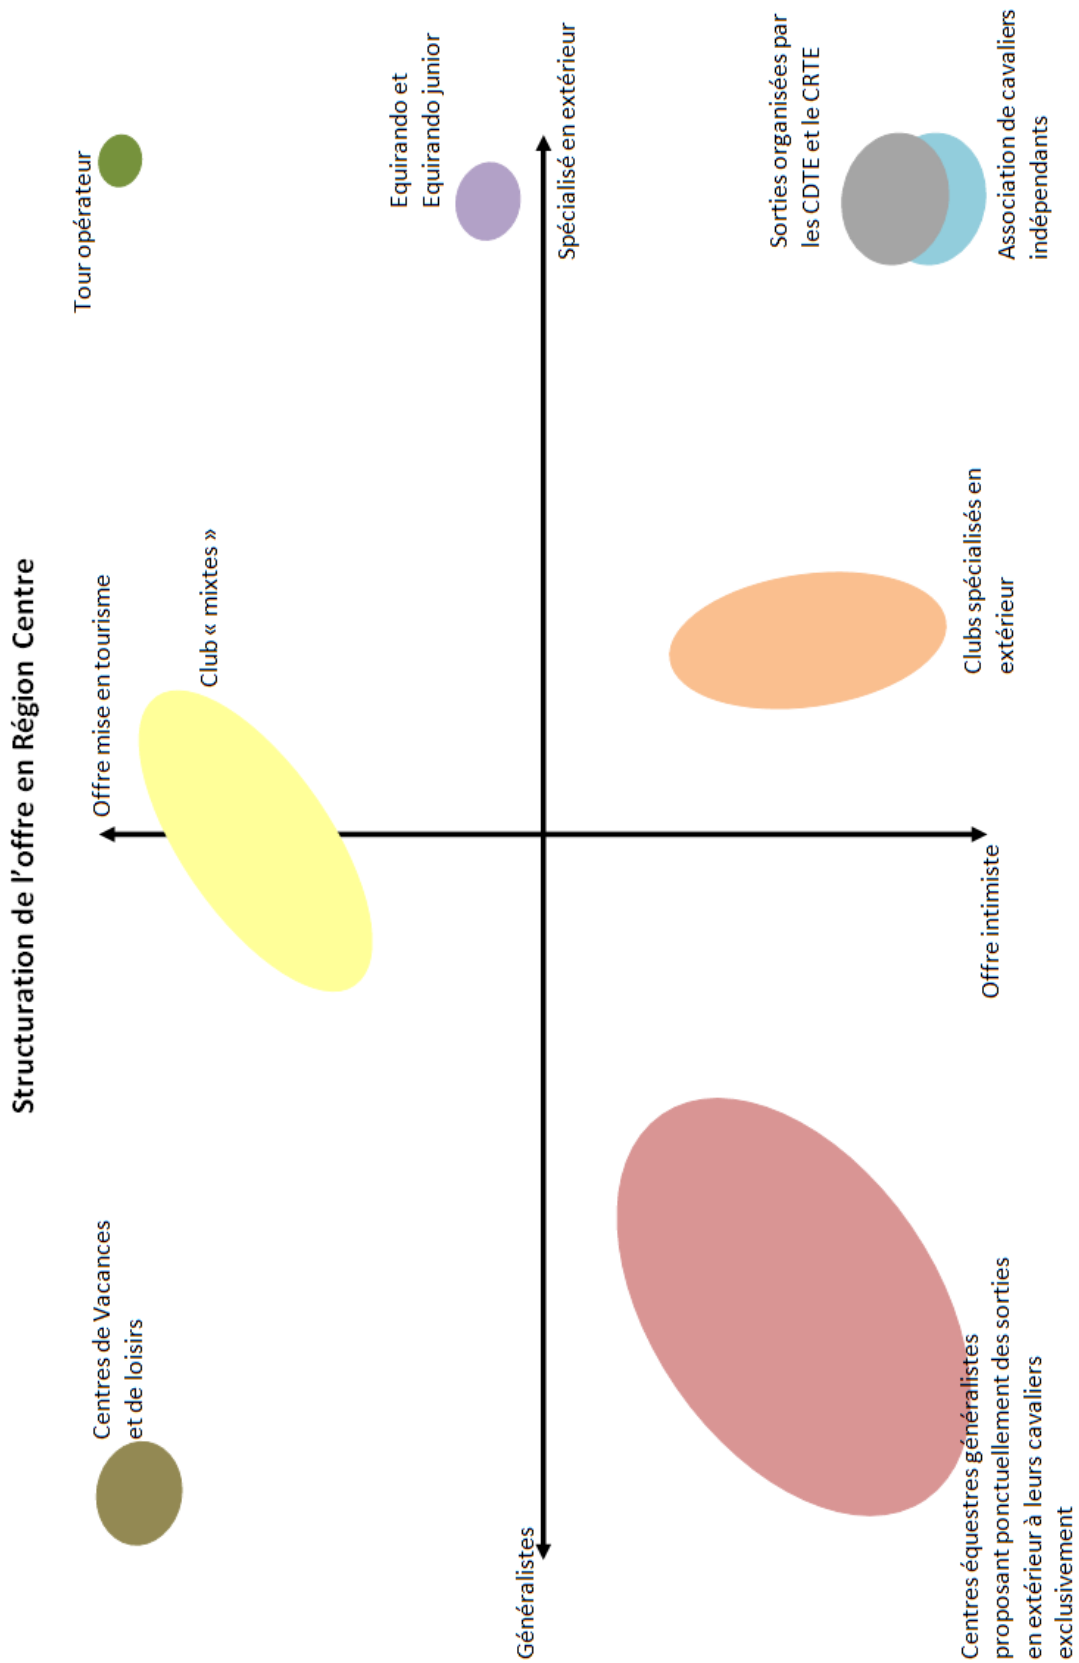 Structuration de l'offre en Région Centre
Centres de Vacances
et de loisirs
Offre mise en tourisme
Club « mixtes »
Tour opérateur
Equirando et
Equirando junior
Généralistes
Spécialisé en extérieur
Sorties organisées par
les CDTE et le CRTE
Association de cavaliers
indépendants
Clubs spécialisés en
extérieur
Offre intimiste
Centres équestres généralistes
proposant ponctuellement des sorties
en extérieur à leurs cavaliers
exclusivement